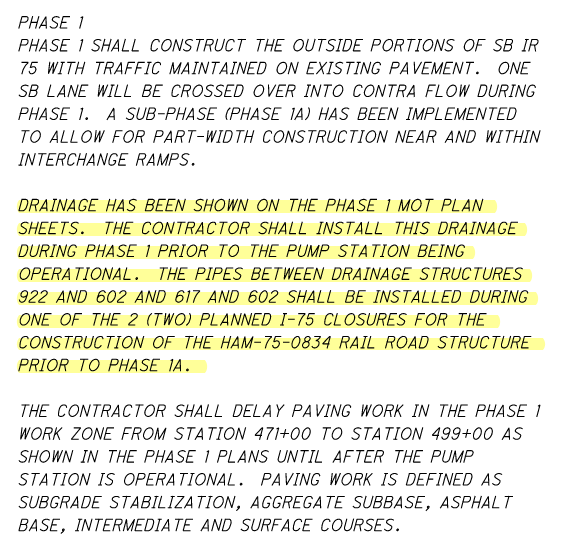 PHASE 1
PHASE 1 SHALL CONSTRUCT THE OUTSIDE PORTIONS OF SB IR
75 WITH TRAFFIC MAINTAINED ON EXISTING PAVEMENT.  ONE
SB LANE WILL BE CROSSED OVER INTO CONTRA FLOW DURING
PHASE 1.  A SUB-PHASE (PHASE 1A) HAS BEEN IMPLEMENTED
TO ALLOW FOR PART-WIDTH CONSTRUCTION NEAR AND WITHIN
INTERCHANGE RAMPS.

DRAINAGE HAS BEEN SHOWN ON THE PHASE 1 MOT PLAN
SHEETS.  THE CONTRACTOR SHALL INSTALL THIS DRAINAGE
DURING PHASE 1 PRIOR TO THE PUMP STATION BEING
OPERATIONAL.  THE PIPES BETWEEN DRAINAGE STRUCTURES
922 AND 602 AND 617 AND 602 SHALL BE INSTALLED DURING
ONE OF THE 2 (TWO) PLANNED I-75 CLOSURES FOR THE
CONSTRUCTION OF THE HAM-75-0834 RAIL ROAD STRUCTURE
PRIOR TO PHASE 1A.

THE CONTRACTOR SHALL DELAY PAVING WORK IN THE PHASE 1
WORK ZONE FROM STATION 471+00 TO STATION 499+00 AS
SHOWN IN THE PHASE 1 PLANS UNTIL AFTER THE PUMP
STATION IS OPERATIONAL.  PAVING WORK IS DEFINED AS
SUBGRADE STABILIZATION, AGGREGATE SUBBASE, ASPHALT
BASE, INTERMEDIATE AND SURFACE COURSES.